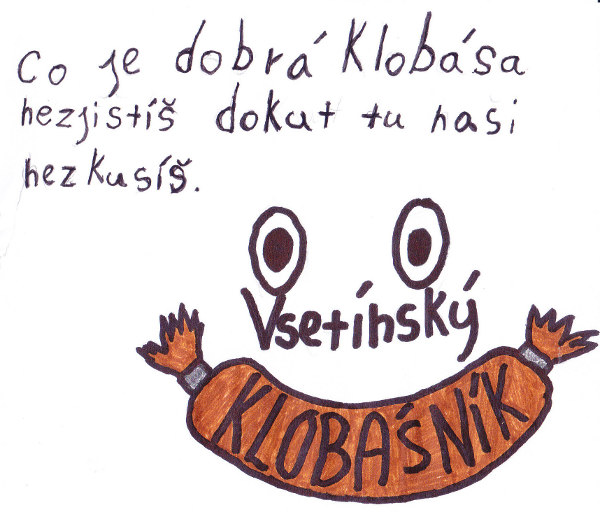 Co je dobrá klobása
nezjistíš dokut tu nasi
nezkusíš.
Vsetínský
KLOBAŚNÍK